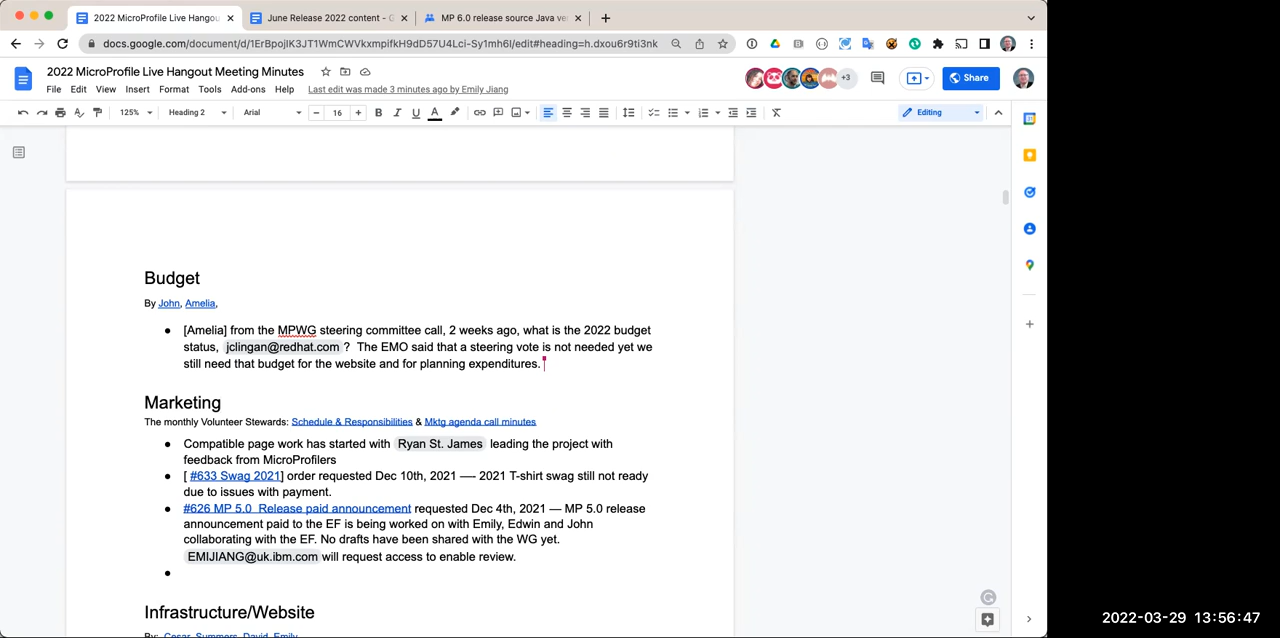 2022 MicroProfile Live Hangou
June Release 2022 content - G
MP 6.0 release source Java ve
docs.google.com/document/d/1ErBpojIK3JT1WmCWVkxmpifkH9dD57U4Lci-Sy1mh6I/edit#heading=h.dxou6r9ti3nk
2022 MicroProfile Live Hangout Meeting Minutes
+3
Share
File Edit View Insert Format Tools Add-ons Help Last edit was made 3 minutes ago by Emily Jiang
125% Heading 2 Arial 16 B I U A Editing
Budget
By John, Amelia,
[Amelia] from the MPWG steering committee call, 2 weeks ago, what is the 2022 budget
status, jclingan@redhat.com ? The EMO said that a steering vote is not needed yet we
still need that budget for the website and for planning expenditures.
Marketing
The monthly Volunteer Stewards: Schedule & Responsibilities & Mktg agenda call minutes
Compatible page work has started with Ryan St. James leading the project with
feedback from MicroProfilers
[ #633 Swag 2021] order requested Dec 10th, 2021 —- 2021 T-shirt swag still not ready
due to issues with payment.
#626 MP 5.0 Release paid announcement requested Dec 4th, 2021 — MP 5.0 release
announcement paid to the EF is being worked on with Emily, Edwin and John
collaborating with the EF. No drafts have been shared with the WG yet.
EMIJIANG@uk.ibm.com will request access to enable review.
Infrastructure/Website
By: Cesar, Summers, David, Emily
2022-03-29 13:56:47